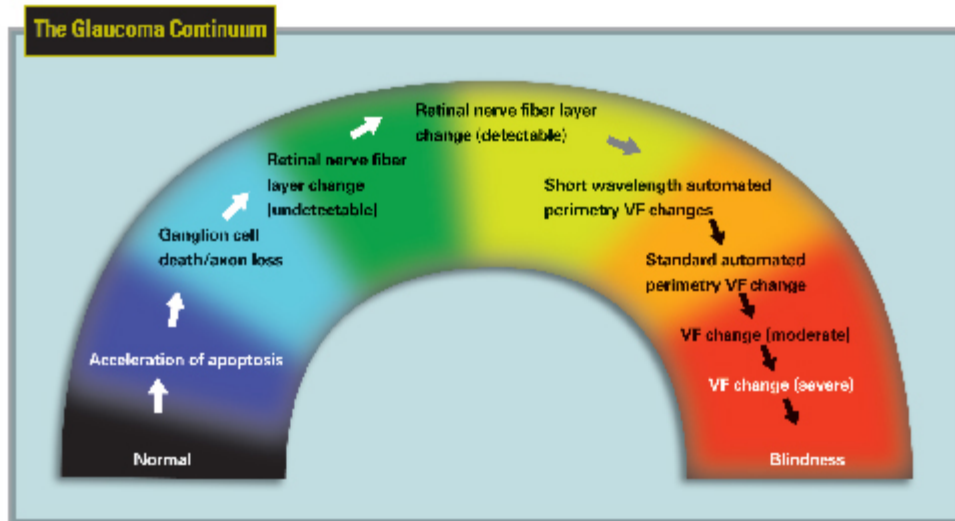 The Glaucoma Continuum
Normal
Acceleration of apoptosis
Ganglion cell
death/axon loss
Retinal nerve fiber
layer change
(undetectable)
Retinal nerve fiber layer
change (detectable)
Short wavelength automated
perimetry VF changes
Standard automated
perimetry VF change
VF change (moderate)
VF change (severe)
Blindness